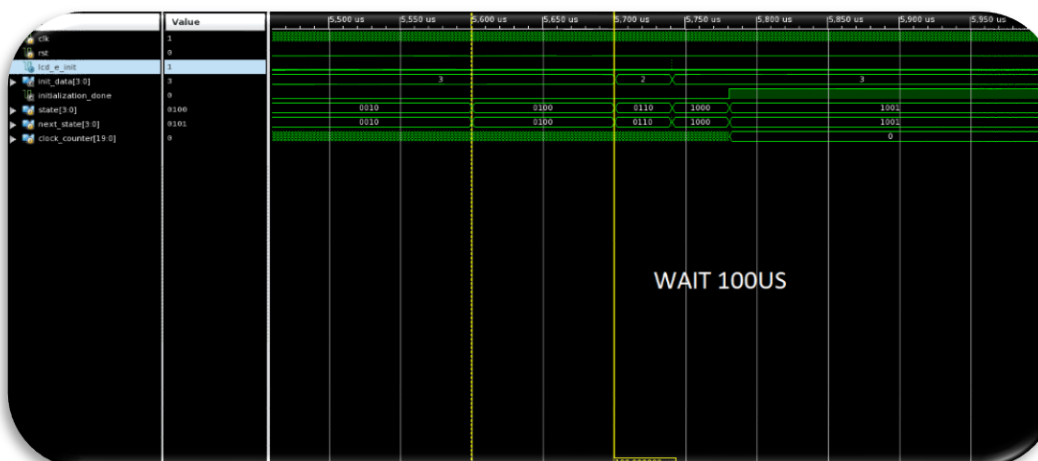 Value 5,500 us 5,550 us 5,600 us 5,650 us 5,700 us 5,750 us 5,800 us 5,850 us 5,900 us 5,950 us
clk 1
rst 0
lcd_e_init 1
init_data[3:0] 3 3 2 3
initialization_done 0
state[3:0] 0100 0010 0100 0110 1000 1001
next_state[3:0] 0101 0010 0100 0110 1000 1001
clock_counter[19:0] 0 0
WAIT 100US